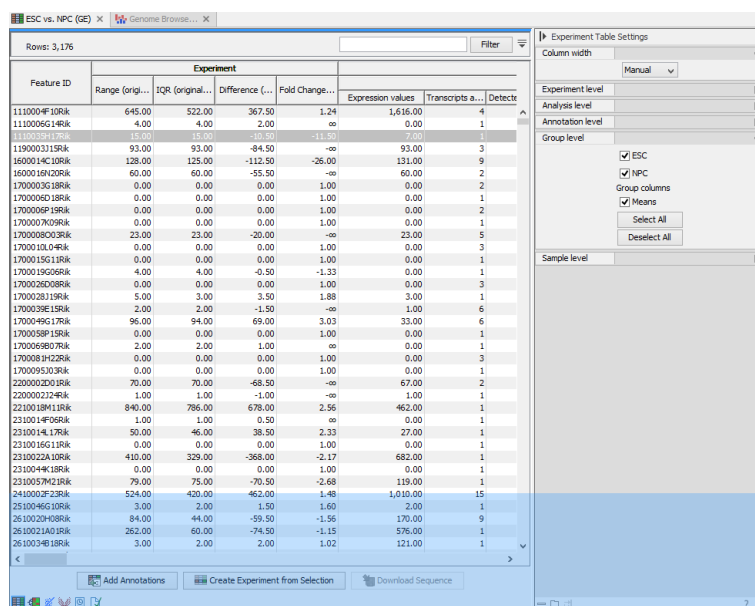 ESC vs. NPC (GE) Genome Browse...
Rows: 3,176 Filter
Experiment Table Settings
Column width
Manual
Experiment level
Analysis level
Annotation level
Group level
ESC
NPC
Group columns
Means
Select All
Deselect All
Sample level
Experiment
Feature ID Range (origi... IQR (original... Difference (... Fold Change... Expression values Transcripts a... Detecte
1110004F10Rik 645.00 522.00 367.50 1.24 1,616.00 4
1110006G14Rik 4.00 4.00 2.00 ∞ 0.00 1
1110035H17Rik 15.00 15.00 -10.50 -11.50 7.00 1
1190003J15Rik 93.00 93.00 -84.50 -∞ 93.00 3
1600014C10Rik 128.00 125.00 -112.50 -26.00 131.00 9
1600016N20Rik 60.00 60.00 -55.50 -∞ 60.00 2
1700003G18Rik 0.00 0.00 0.00 1.00 0.00 2
1700006D18Rik 0.00 0.00 0.00 1.00 0.00 1
1700006P19Rik 0.00 0.00 0.00 1.00 0.00 2
1700007K09Rik 0.00 0.00 0.00 1.00 0.00 1
1700008O03Rik 23.00 23.00 -20.00 -∞ 23.00 5
1700010L04Rik 0.00 0.00 0.00 1.00 0.00 3
1700015G11Rik 0.00 0.00 0.00 1.00 0.00 1
1700019G06Rik 4.00 4.00 -0.50 -1.33 0.00 1
1700026D08Rik 0.00 0.00 0.00 1.00 0.00 3
1700028J19Rik 5.00 3.00 3.50 1.88 3.00 1
1700039E15Rik 2.00 2.00 -1.50 -∞ 1.00 6
1700049G17Rik 96.00 94.00 69.00 3.03 33.00 6
1700058P15Rik 0.00 0.00 0.00 1.00 0.00 1
1700069B07Rik 2.00 2.00 1.00 ∞ 0.00 1
1700081H22Rik 0.00 0.00 0.00 1.00 0.00 3
1700095J03Rik 0.00 0.00 0.00 1.00 0.00 1
2200002D01Rik 70.00 70.00 -68.50 -∞ 67.00 2
2200002J24Rik 1.00 1.00 -1.00 -∞ 1.00 1
2210018M11Rik 840.00 786.00 678.00 2.56 462.00 1
2310014F06Rik 1.00 1.00 0.50 ∞ 0.00 1
2310014L17Rik 50.00 46.00 38.50 2.33 27.00 1
2310016G11Rik 0.00 0.00 0.00 1.00 0.00 1
2310022A10Rik 410.00 329.00 -368.00 -2.17 682.00 1
2310044K18Rik 0.00 0.00 0.00 1.00 0.00 1
2310057M21Rik 79.00 75.00 -70.50 -2.68 119.00 1
2410002F23Rik 524.00 420.00 462.00 1.48 1,010.00 15
2510046G10Rik 3.00 2.00 1.50 1.60 2.00 1
2610020H08Rik 84.00 44.00 -59.50 -1.56 170.00 9
2610021A01Rik 262.00 60.00 -74.50 -1.15 576.00 1
2610034B18Rik 3.00 2.00 2.00 1.02 121.00 1
Add Annotations Create Experiment from Selection Download Sequence